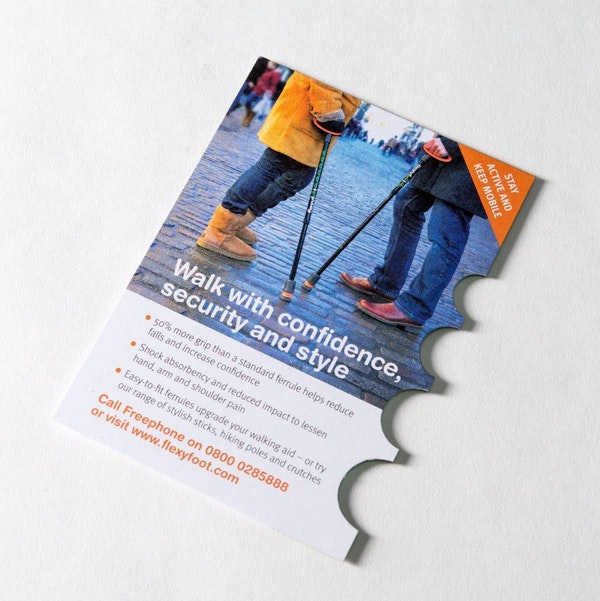 STAY
ACTIVE AND
KEEP MOBILE
Walk with confidence,
security and style
• 50% more grip than a standard ferrule helps reduce
falls and increase confidence
• Shock absorbency and reduced impact to lessen
hand, arm and shoulder pain
• Easy-to-fit ferrules upgrade your walking aid – or try
our range of stylish sticks, hiking poles and crutches
Call Freephone on 0800 0285888
or visit www.flexyfoot.com